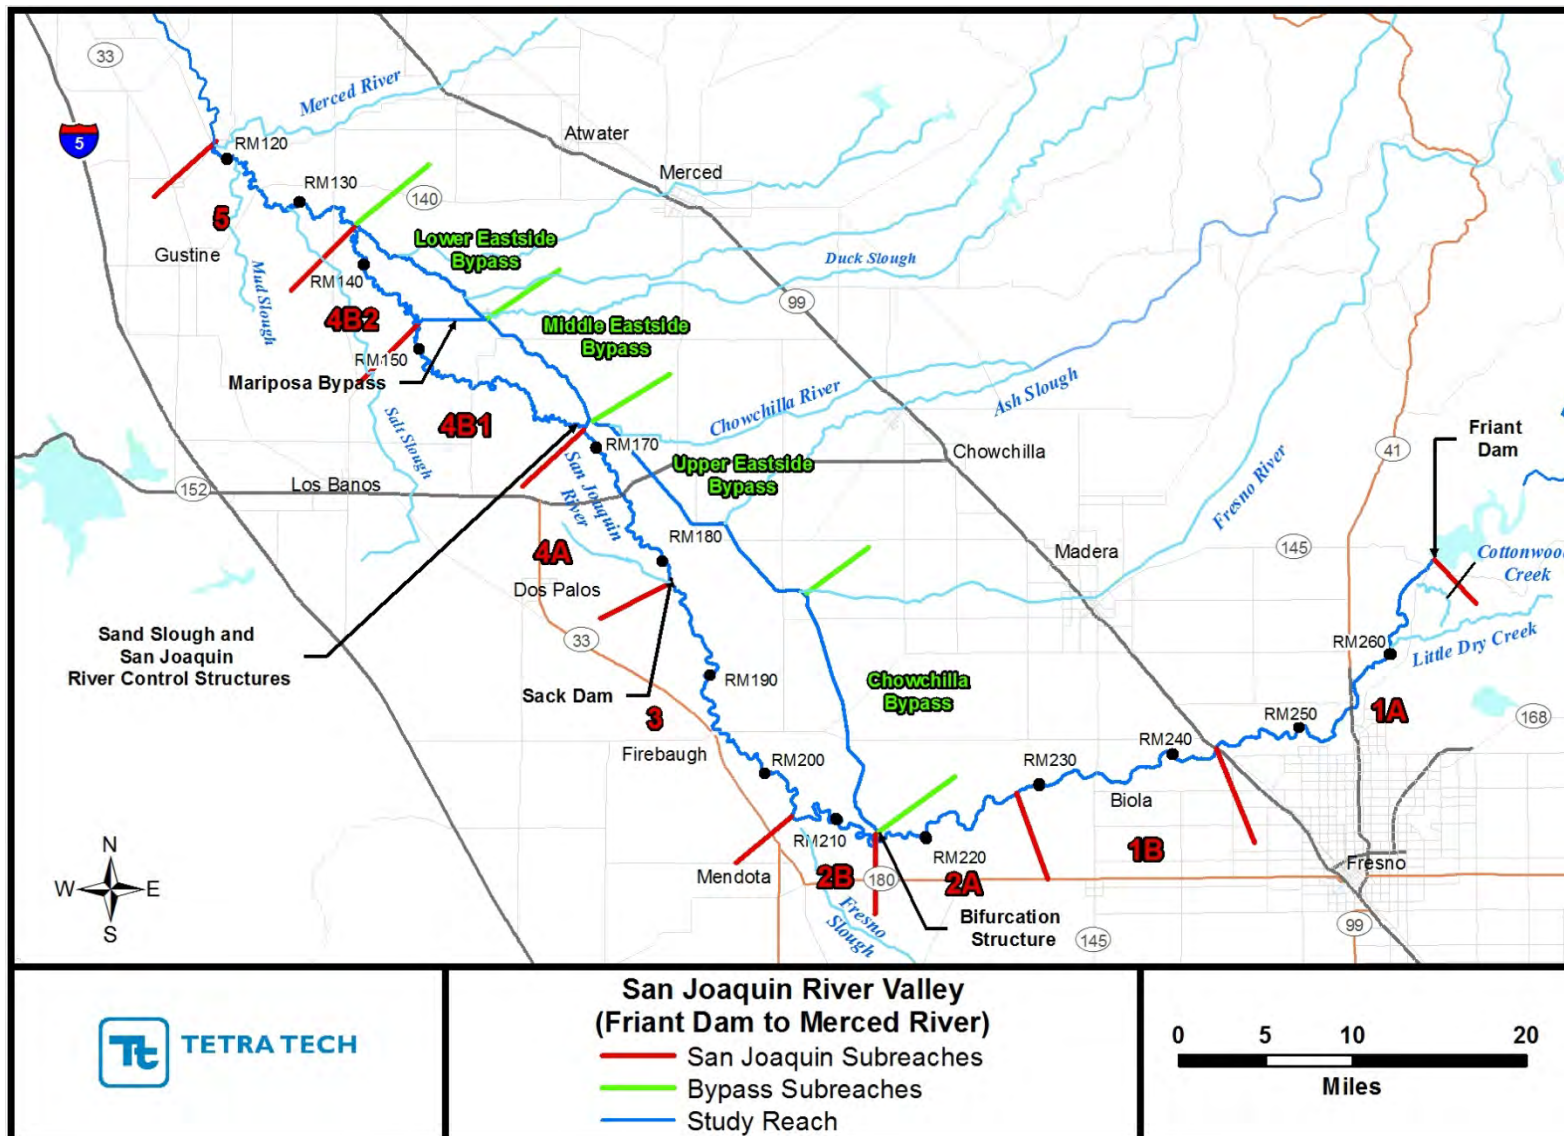 33
Merced River
5
RM120
Atwater
Merced
RM130
140
5
Lower Eastside
Bypass
Gustine
Mud Slough
RM140
Duck Slough
99
4B2
Middle Eastside
Bypass
RM150
Mariposa Bypass
Chowchilla River
Ash Slough
Salt Slough
4B1
RM170
San Joaquin
River
Upper Eastside
Bypass
Chowchilla
41
Friant
Dam
152
Los Banos
Fresno River
RM180
4A
Dos Palos
Madera
145
Cottonwood
Creek
33
Sand Slough and
San Joaquin
River Control Structures
RM260
Little Dry Creek
Sack Dam
RM190
3
Chowchilla
Bypass
1A
168
Firebaugh
RM200
RM250
RM240
RM230
Biola
RM210
RM220
1B
Fresno
Mendota
2B
180
2A
Fresno
Slough
Bifurcation
Structure
145
99
N
W
E
S
Tt
TETRA TECH
San Joaquin River Valley
(Friant Dam to Merced River)
San Joaquin Subreaches
Bypass Subreaches
Study Reach
0 5 10 20
Miles